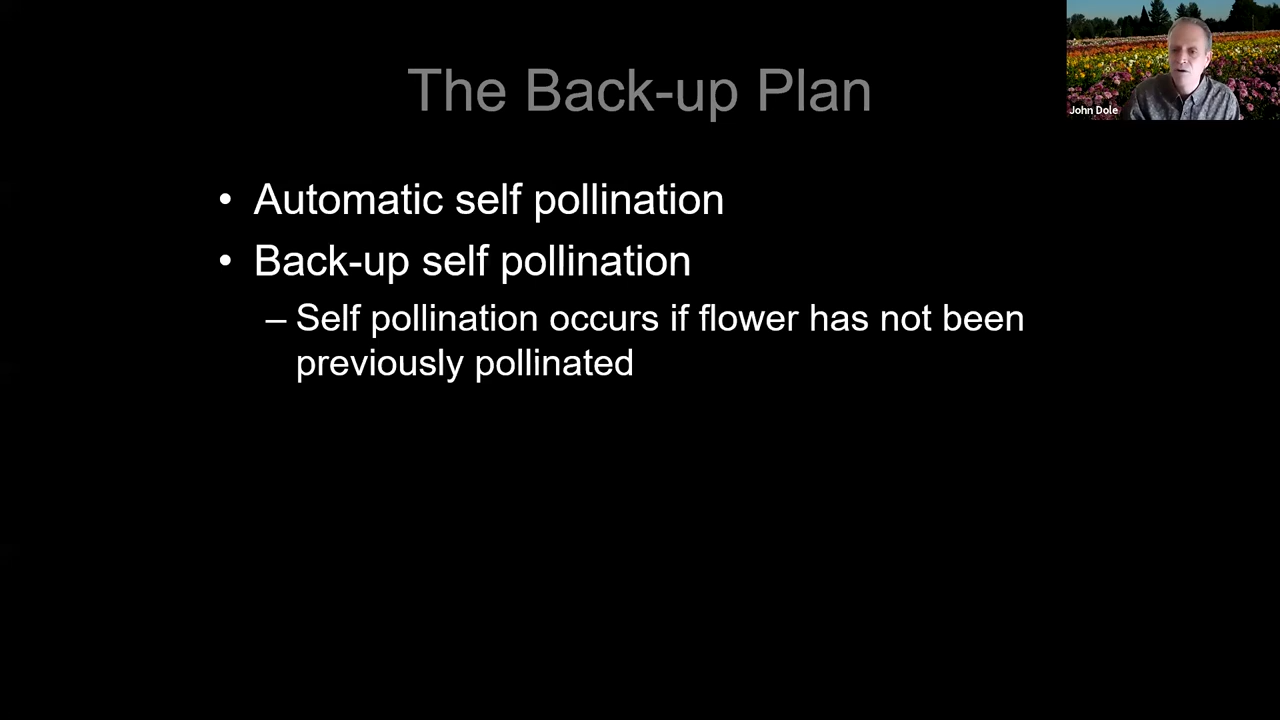 The Back-up Plan
John Dole
• Automatic self pollination
• Back-up self pollination
– Self pollination occurs if flower has not been
previously pollinated